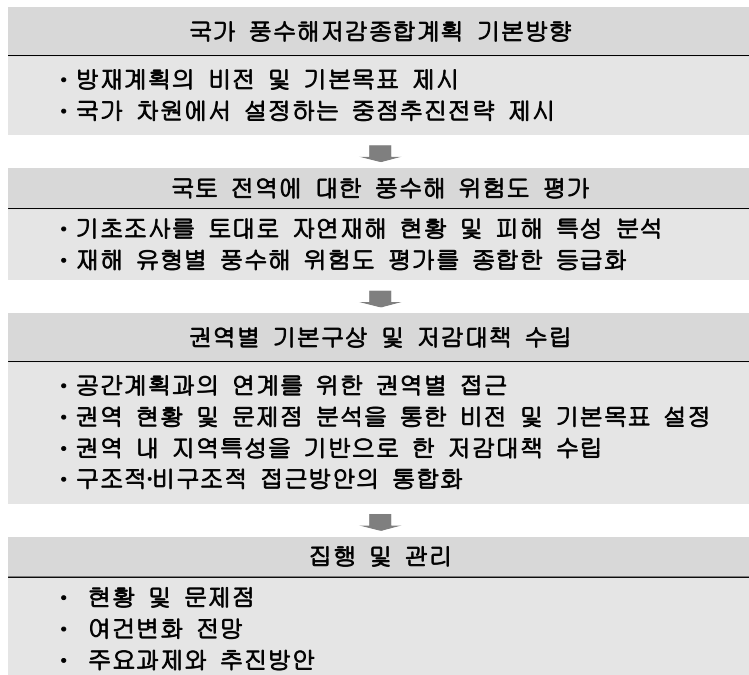 국가 풍수해저감종합계획 기본방향
· 방재계획의 비전 및 기본목표 제시
· 국가 차원에서 설정하는 중점추진전략 제시
국토 전역에 대한 풍수해 위험도 평가
· 기초조사를 토대로 자연재해 현황 및 피해 특성 분석
· 재해 유형별 풍수해 위험도 평가를 종합한 등급화
권역별 기본구상 및 저감대책 수립
· 공간계획과의 연계를 위한 권역별 접근
· 권역 현황 및 문제점 분석을 통한 비전 및 기본목표 설정
· 권역 내 지역특성을 기반으로 한 저감대책 수립
· 구조적·비구조적 접근방안의 통합화
집행 및 관리
· 현황 및 문제점
· 여건변화 전망
· 주요과제와 추진방안